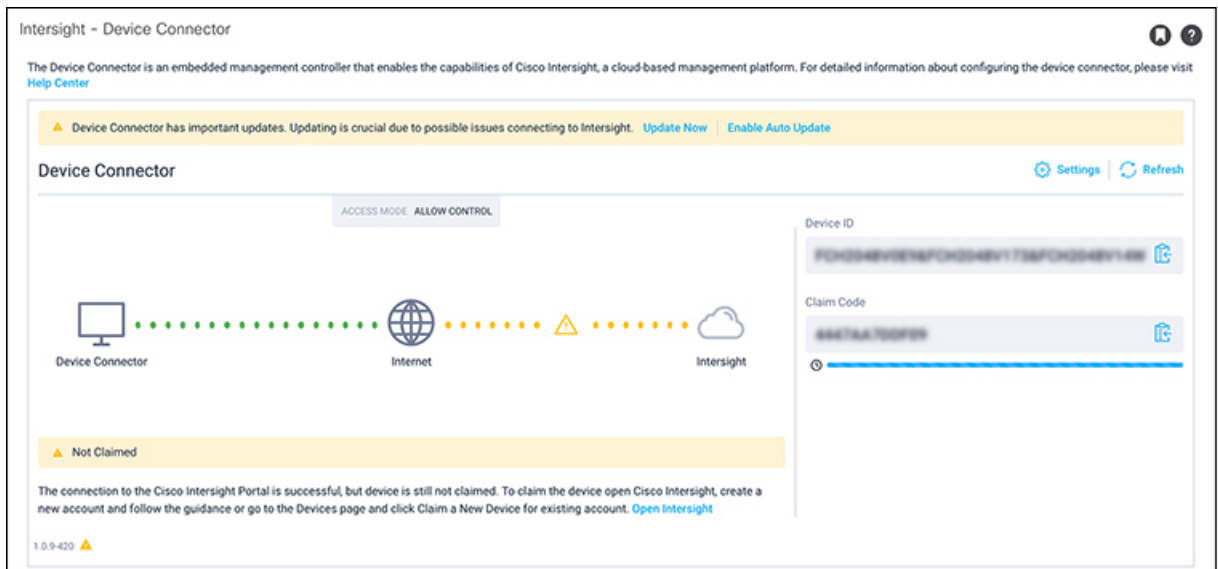 Intersight - Device Connector
The Device Connector is an embedded management controller that enables the capabilities of Cisco Intersight, a cloud-based management platform. For detailed information about configuring the device connector, please visit
Help Center
Device Connector has important updates. Updating is crucial due to possible issues connecting to Intersight. Update Now | Enable Auto Update
Device Connector
Settings | Refresh
ACCESS MODE ALLOW CONTROL
Device ID
Claim Code
Device Connector
Internet
Intersight
Not Claimed
The connection to the Cisco Intersight Portal is successful, but device is still not claimed. To claim the device open Cisco Intersight, create a
new account and follow the guidance or go to the Devices page and click Claim a New Device for existing account. Open Intersight
1.0.9-420